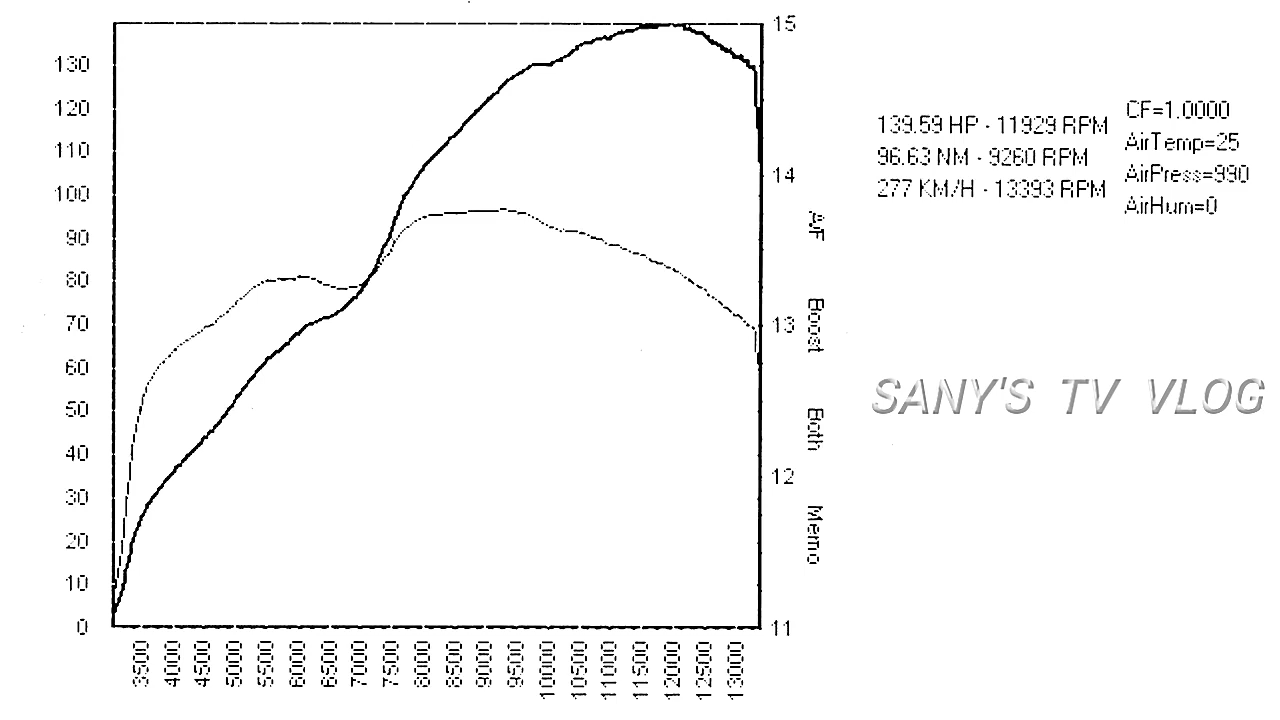 130
120
110
100
90
80
70
60
50
40
30
20
10
0
3500 4000 4500 5000 5500 6000 6500 7000 7500 8000 8500 9000 9500 10000 10500 11000 11500 12000 12500 13000
15
14
13
12
11
A/F
Boost
Both
Memo
139.59 HP - 11929 RPM
96.63 NM - 9260 RPM
277 KM/H - 13393 RPM
CF=1.0000
AirTemp=25
AirPress=990
AirHum=0
SANY'S TV VLOG